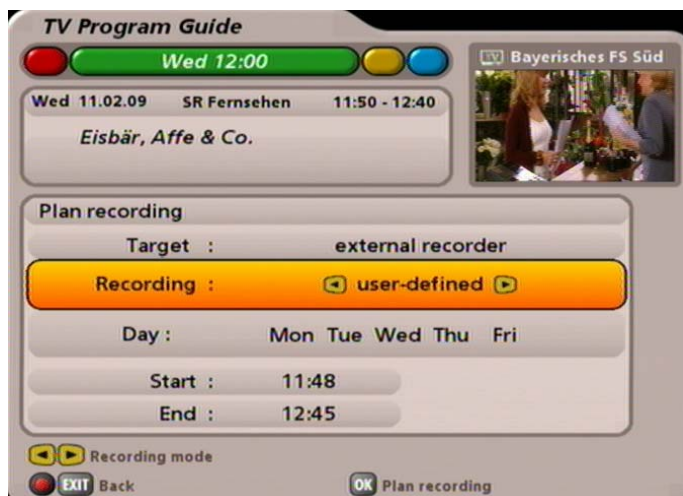 TV Program Guide
Wed 12:00
TV Bayerisches FS Süd
Wed 11.02.09 SR Fernsehen 11:50 - 12:40
Eisbär, Affe & Co.
Plan recording
Target : external recorder
Recording : user-defined
Day : Mon Tue Wed Thu Fri
Start : 11:48
End : 12:45
Recording mode
EXIT Back
OK Plan recording